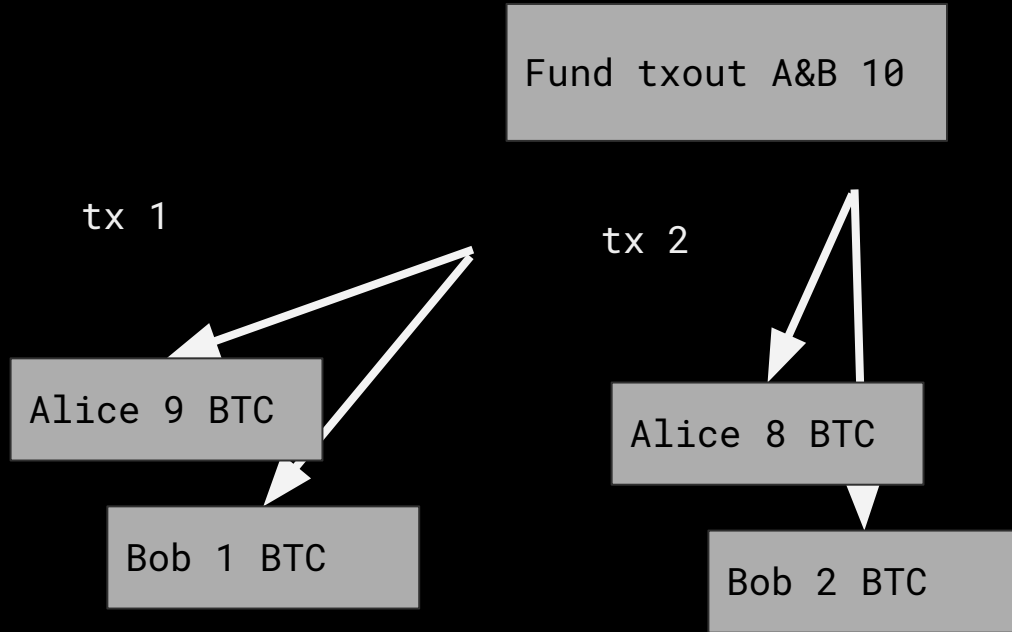 Fund txout A&B 10
tx 1
tx 2
Alice 9 BTC
Alice 8 BTC
Bob 1 BTC
Bob 2 BTC